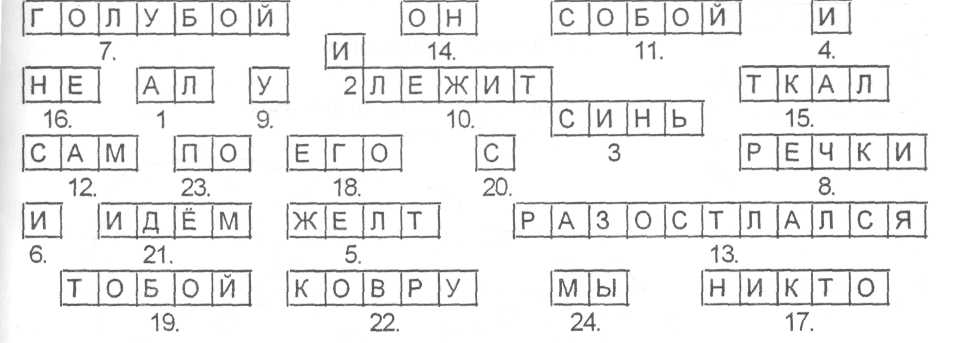 ГОЛУБОЙ ОН СОБОЙ И
7. 14. 11. 4.
И
НЕ АЛ У 2 ЛЕЖИТ ТКАЛ
16. 1 9. 10. 15.
СИНЬ
3
САМ ПО ЕГО С РЕЧКИ
12. 23. 18. 20. 8.
И ИДЁМ ЖЕЛТ РАЗОСТЛАЛСЯ
6. 21. 5. 13.
ТОБОЙ КОВРУ МЫ НИКТО
19. 22. 24. 17.